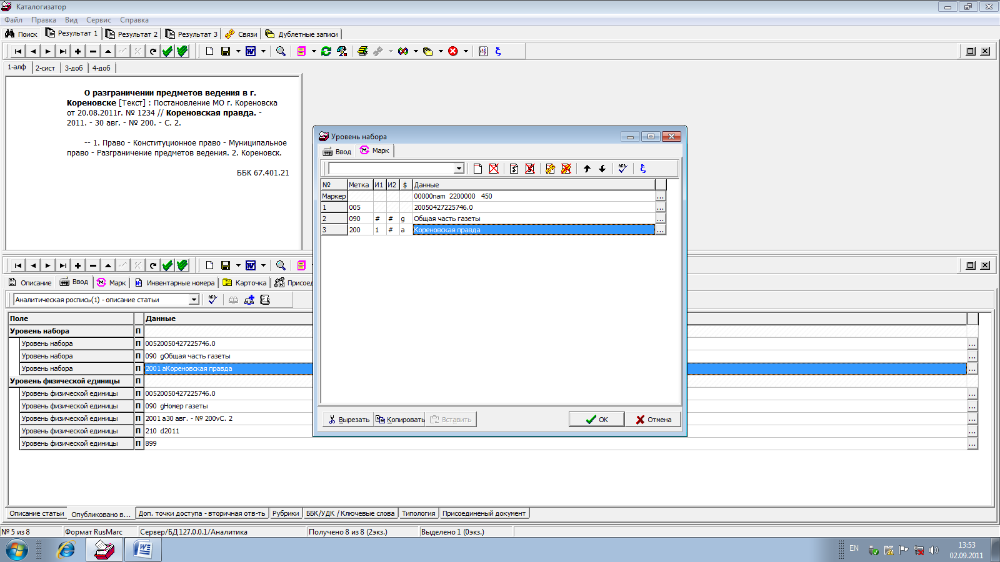 Каталогизатор
Файл Правка Вид Сервис Справка
Поиск Результат 1 Результат 2 Результат 3 Связи Дублетные записи
1-алф 2-сист 3-доб 4-доб
О разграничении предметов ведения в г.
Кореновске [Текст] : Постановление МО г. Кореновска
от 20.08.2011г. № 1234 // Кореновская правда. -
2011. - 30 авг. - № 200. - С. 2.
-- 1. Право - Конституционное право - Муниципальное
право - Разграничение предметов ведения. 2. Кореновск.
ББК 67.401.21
Уровень набора
Ввод Марк
№ Метка И1 И2 $ Данные
Маркер 00000nam 2200000 450 ...
1 005 20050427225746.0 ...
2 090 # # g Общая часть газеты ...
3 200 1 # a Кореновская правда ...
Вырезать Копировать Вставить OK Отмена
Описание Ввод Марк Инвентарные номера Карточка Присоед
Аналитическая роспись(1) - описание статьи
Поле Данные
Уровень набора П
Уровень набора П 00520050427225746.0 ...
Уровень набора П 090 gОбщая часть газеты ...
Уровень набора П 2001 aКореновская правда ...
Уровень физической единицы П
Уровень физической единицы П 00520050427225746.0 ...
Уровень физической единицы П 090 gНомер газеты ...
Уровень физической единицы П 2001 a30 авг. - № 200vС. 2 ...
Уровень физической единицы П 210 d2011 ...
Уровень физической единицы П 899 ...
Описание статьи Опубликовано в... Доп. точки доступа - вторичная отв-ть Рубрики ББК/УДК / Ключевые слова Типология Присоединеный документ
№ 5 из 8 Формат RusMarc Сервер/БД 127.0.0.1/Аналитика Получено 8 из 8 (2экз.) Выделено 1 (0экз.)
EN 13:53
02.09.2011